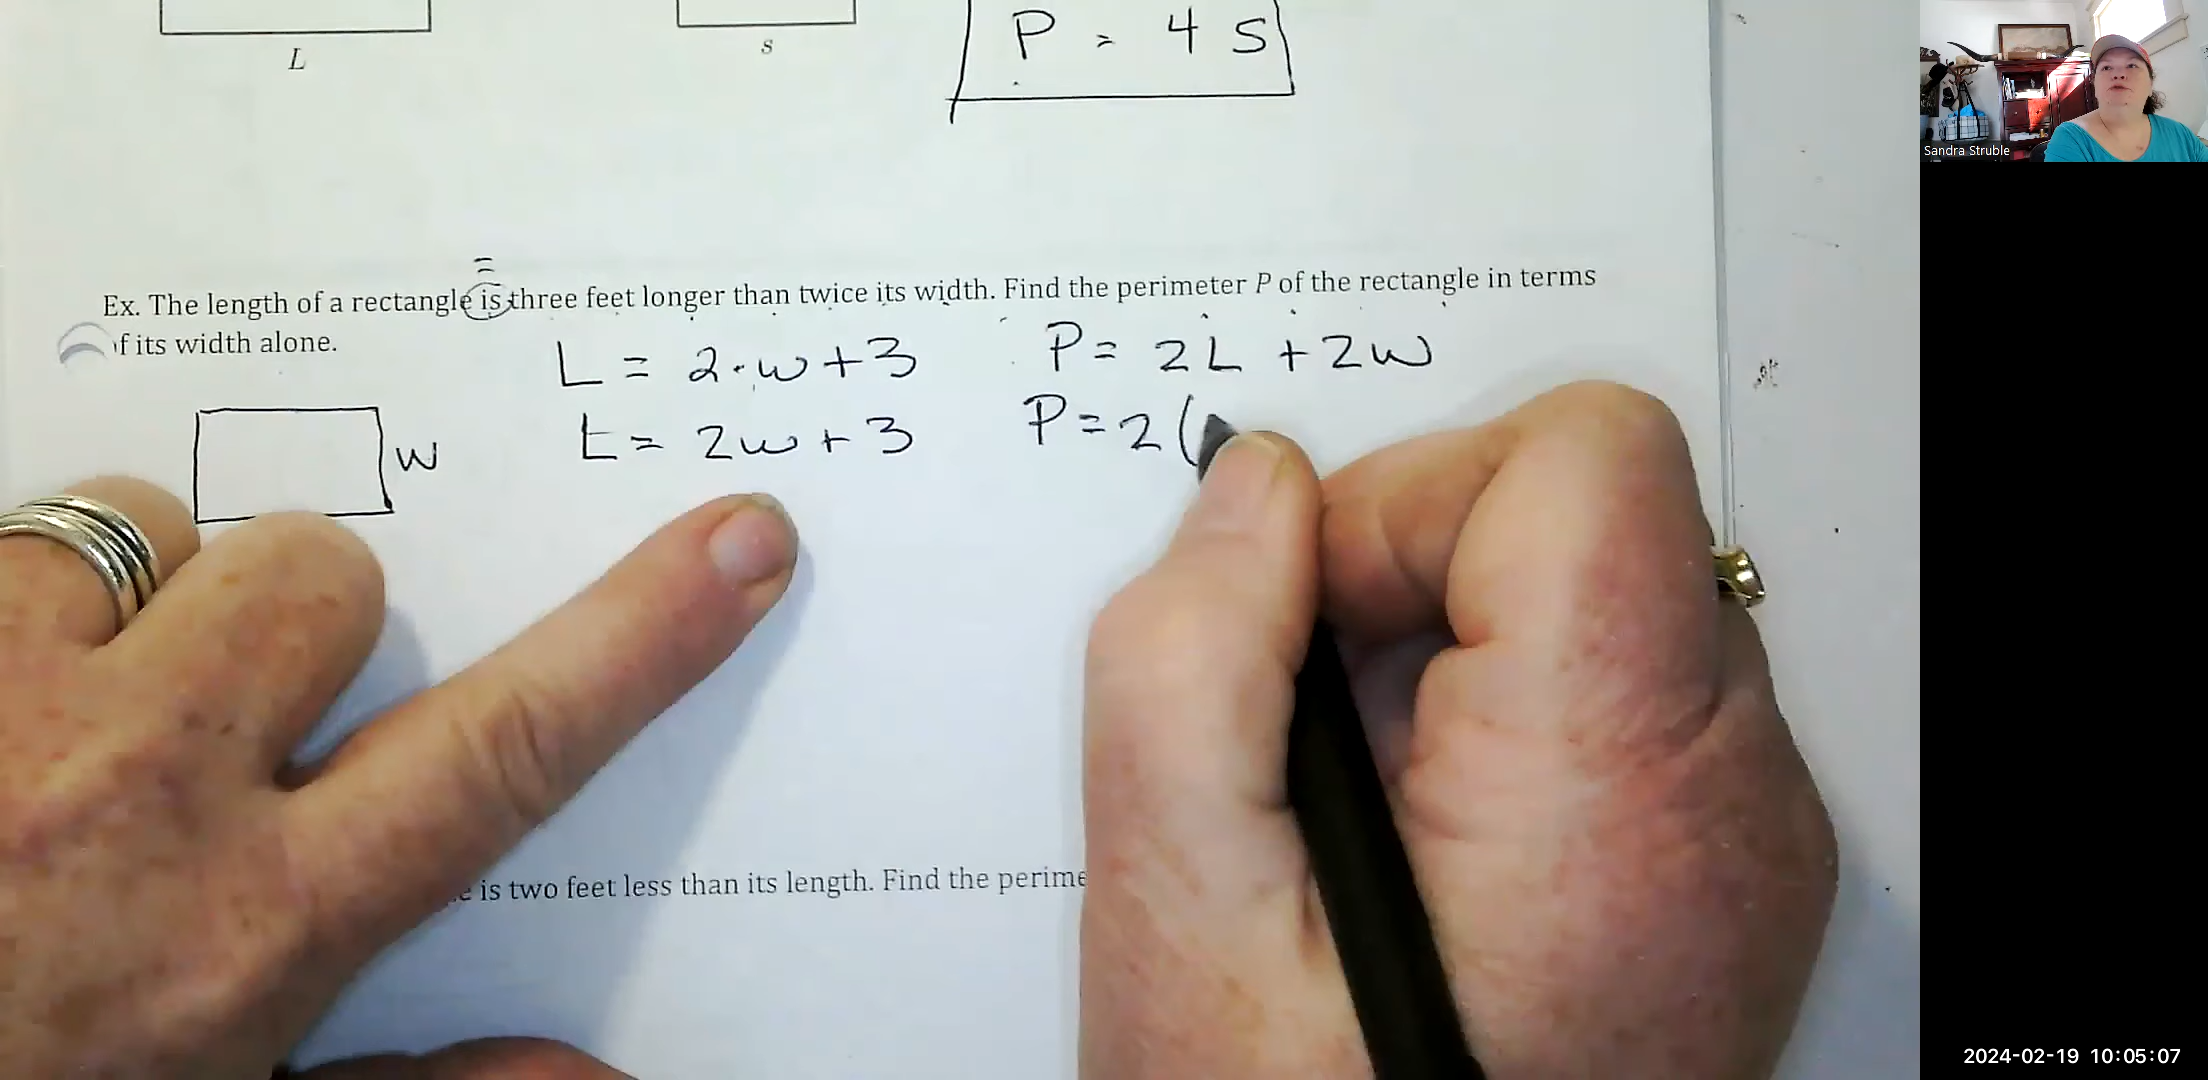 L
s
P = 4 S
=
Ex. The length of a rectangle is three feet longer than twice its width. Find the perimeter P of the rectangle in terms
f its width alone.
L = 2·w+3
P = 2L + 2w
L = 2w + 3
P = 2 (
w
is two feet less than its length. Find the perime
Sandra Struble
2024-02-19 10:05:07